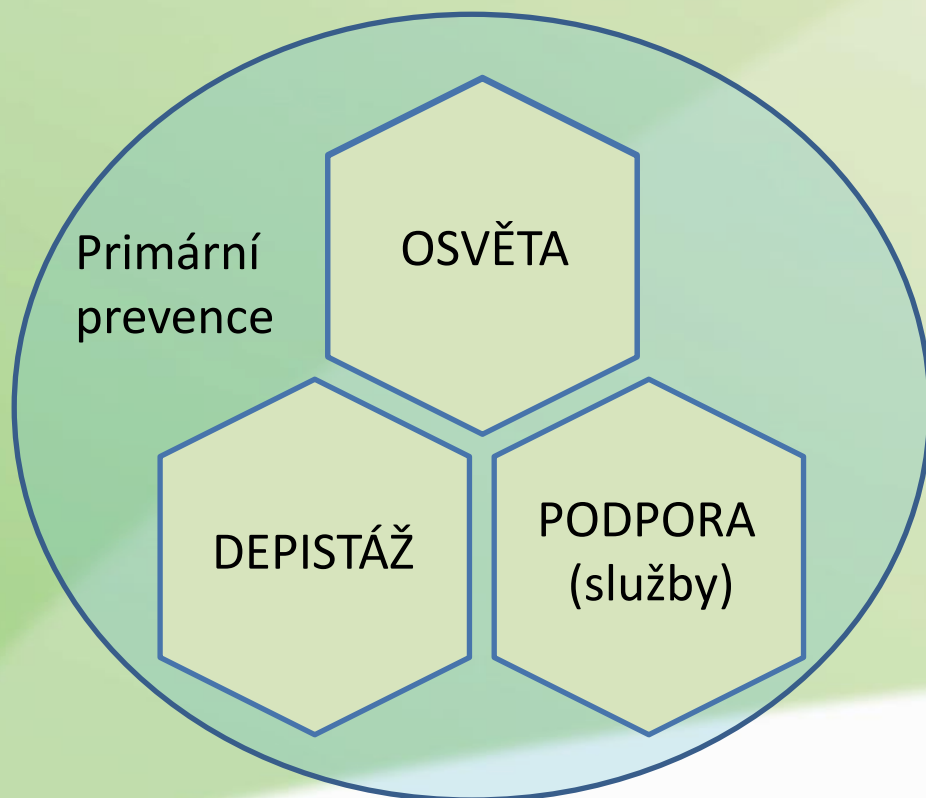 OSVĚTA
Primární
prevence
DEPISTÁŽ
PODPORA
(služby)